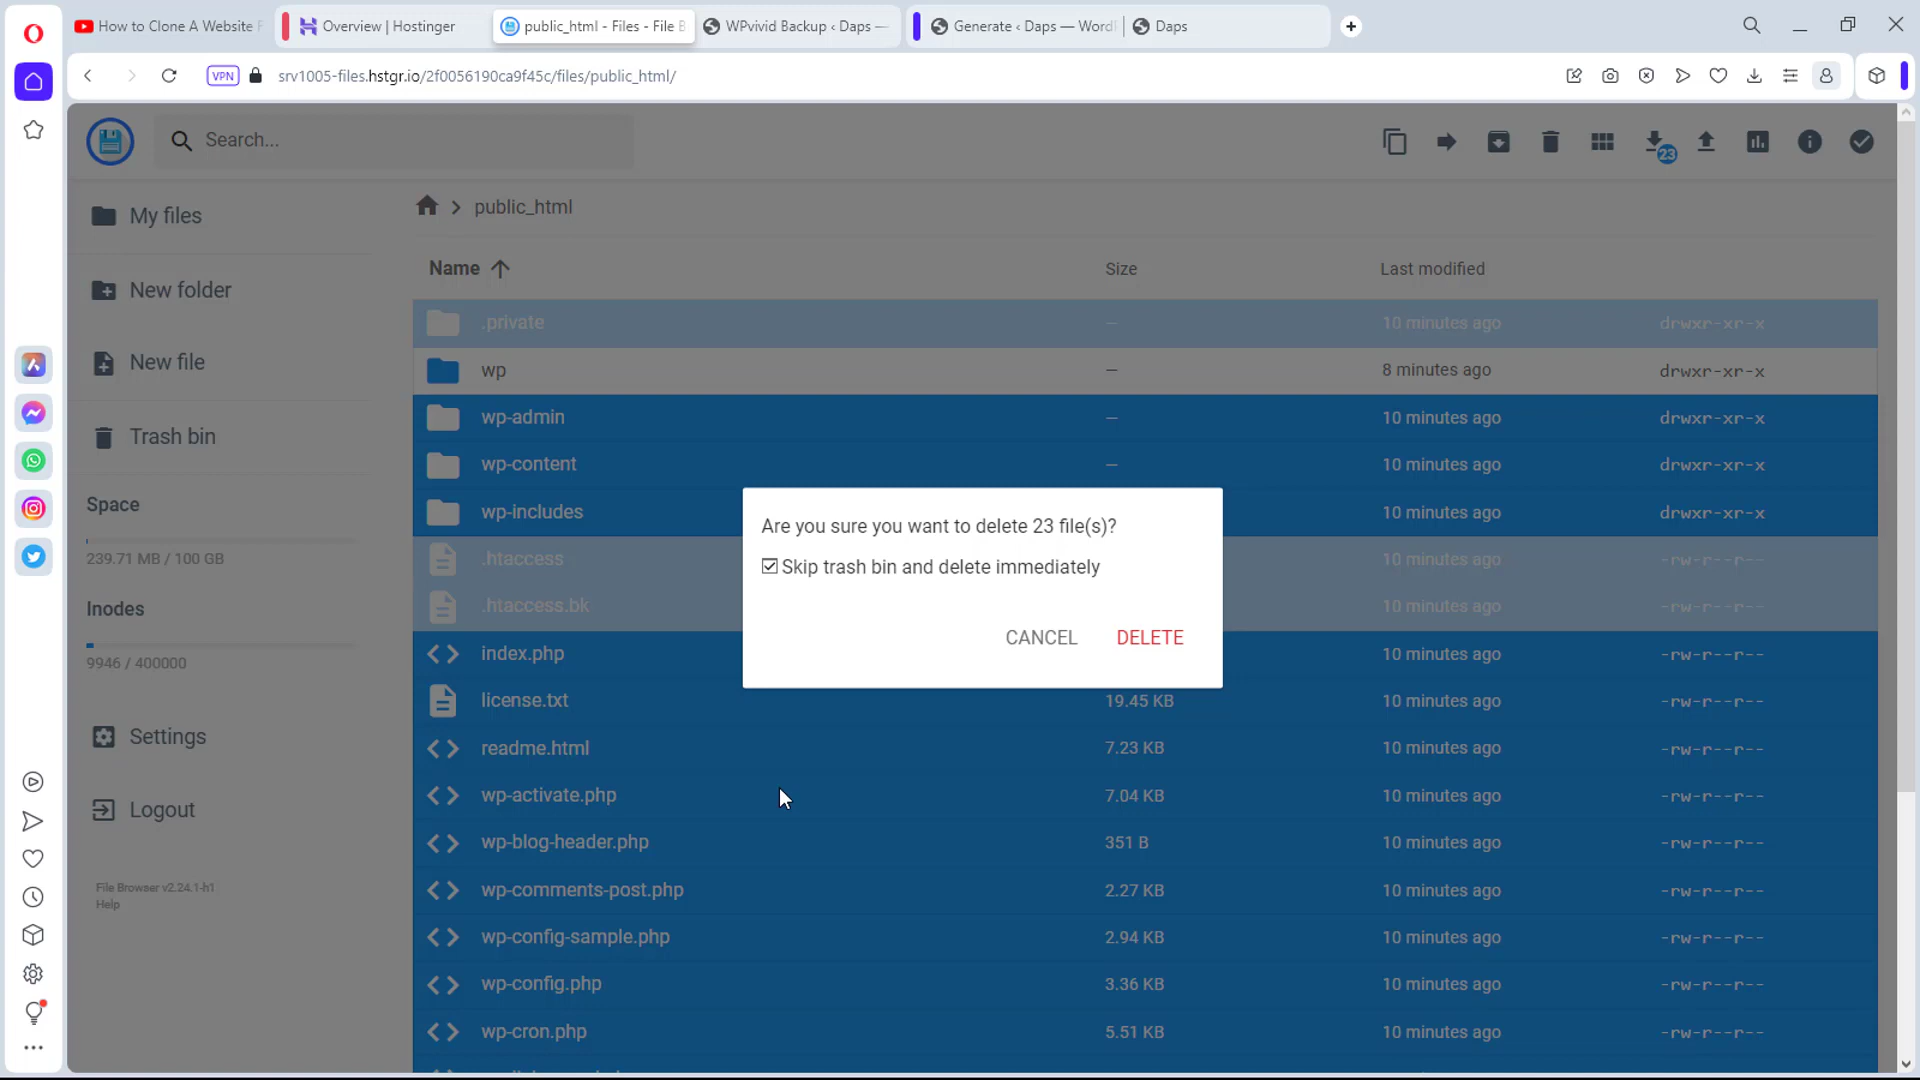 How to Clone A Website F
Overview | Hostinger
public_html - Files - File B
WPvivid Backup ‹ Daps —
Generate ‹ Daps — Word
Daps
VPN
srv1005-files.hstgr.io/2f0056190ca9f45c/files/public_html/
Search...
23
My files
New folder
New file
Trash bin
Space
239.71 MB / 100 GB
Inodes
9946 / 400000
Settings
Logout
File Browser v2.24.1-h1
Help
public_html
Name Size Last modified
.private — 10 minutes ago drwxr-xr-x
wp — 8 minutes ago drwxr-xr-x
wp-admin — 10 minutes ago drwxr-xr-x
wp-content — 10 minutes ago drwxr-xr-x
wp-includes 10 minutes ago drwxr-xr-x
.htaccess 10 minutes ago -rw-r--r--
.htaccess.bk 10 minutes ago -rw-r--r--
index.php 10 minutes ago -rw-r--r--
license.txt 19.45 KB 10 minutes ago -rw-r--r--
readme.html 7.23 KB 10 minutes ago -rw-r--r--
wp-activate.php 7.04 KB 10 minutes ago -rw-r--r--
wp-blog-header.php 351 B 10 minutes ago -rw-r--r--
wp-comments-post.php 2.27 KB 10 minutes ago -rw-r--r--
wp-config-sample.php 2.94 KB 10 minutes ago -rw-r--r--
wp-config.php 3.36 KB 10 minutes ago -rw-r--r--
wp-cron.php 5.51 KB 10 minutes ago -rw-r--r--
Are you sure you want to delete 23 file(s)?
Skip trash bin and delete immediately
CANCEL DELETE